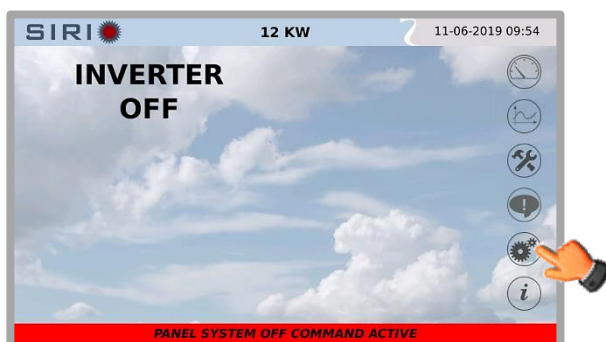 SIRI
12 KW
11-06-2019 09:54
INVERTER
OFF
i
PANEL SYSTEM OFF COMMAND ACTIVE